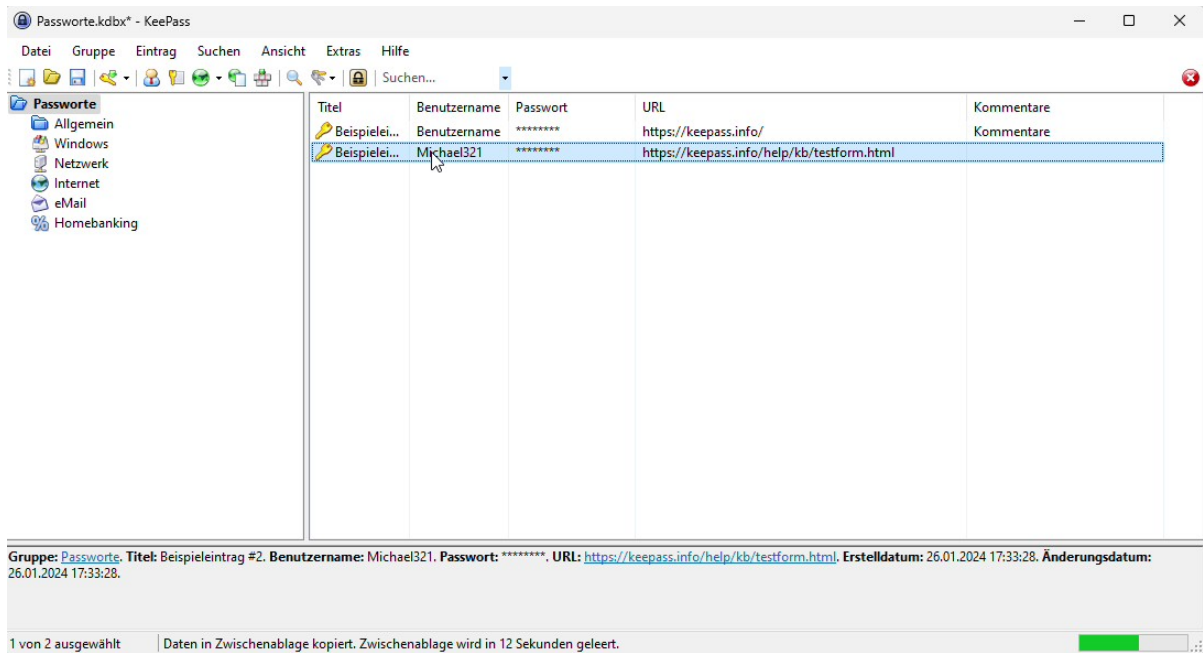 Passworte.kdbx* - KeePass
Datei Gruppe Eintrag Suchen Ansicht Extras Hilfe
Suchen...
Passworte
Allgemein
Windows
Netzwerk
Internet
eMail
Homebanking
Titel Benutzername Passwort URL Kommentare
Beispielei... Benutzername ******** https://keepass.info/ Kommentare
Beispielei... Michael321 ******** https://keepass.info/help/kb/testform.html
Gruppe: Passworte. Titel: Beispieleintrag #2. Benutzername: Michael321. Passwort: ********. URL: https://keepass.info/help/kb/testform.html. Erstelldatum: 26.01.2024 17:33:28. Änderungsdatum:
26.01.2024 17:33:28.
1 von 2 ausgewählt Daten in Zwischenablage kopiert. Zwischenablage wird in 12 Sekunden geleert.